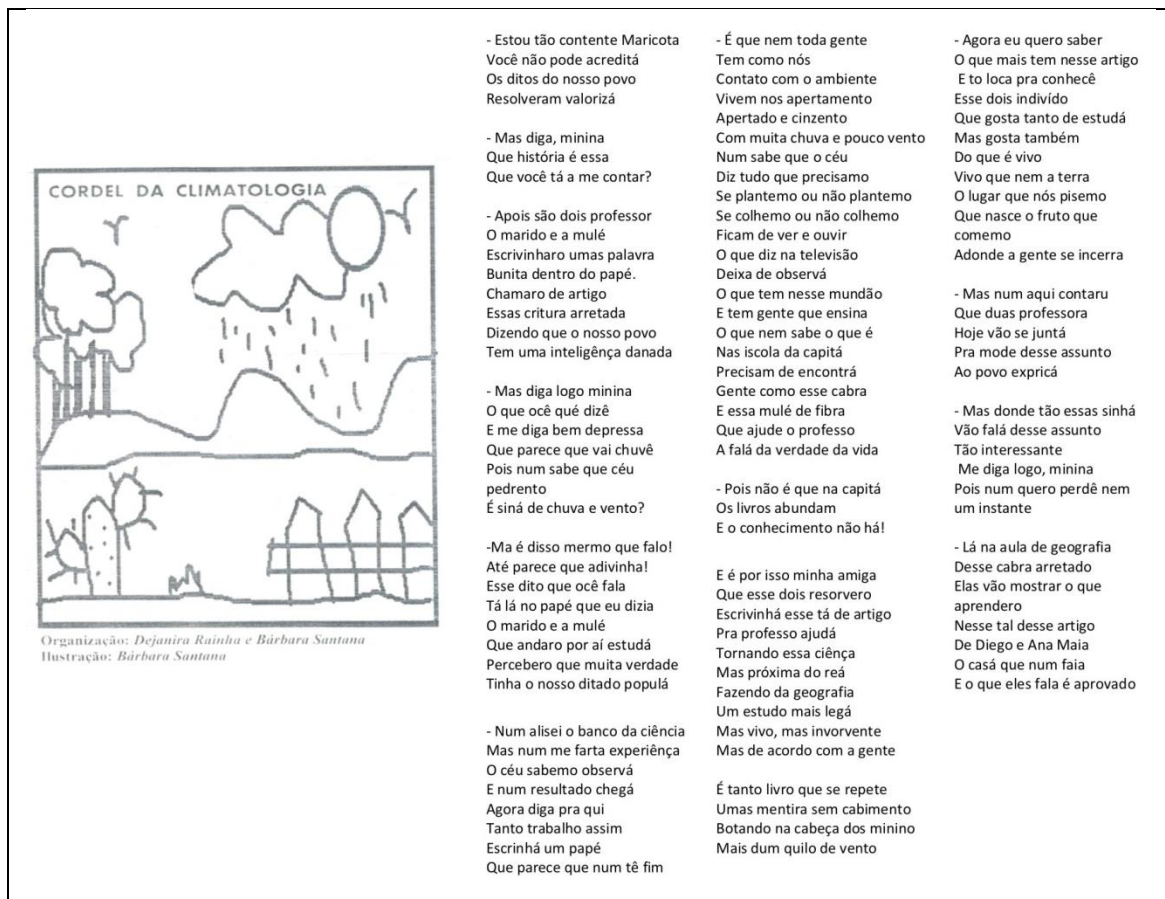 CORDEL DA CLIMATOLOGIA
Organização: Dejanira Rainha e Bárbara Santana
Ilustração: Bárbara Santana
- Estou tão contente Maricota
Você não pode acreditá
Os ditos do nosso povo
Resolveram valorizá
- Mas diga, minina
Que história é essa
Que você tá a me contar?
- Apois são dois professor
O marido e a mulé
Escrivinharo umas palavra
Bunita dentro do papé.
Chamaro de artigo
Essas critura arretada
Dizendo que o nosso povo
Tem uma inteligênça danada
- Mas diga logo minina
O que ocê qué dizê
E me diga bem depressa
Que parece que vai chuvê
Pois num sabe que céu
pedrento
É siná de chuva e vento?
-Ma é disso mermo que falo!
Até parece que adivinha!
Esse dito que ocê fala
Tá lá no papé que eu dizia
O marido e a mulé
Que andaro por aí estudá
Percebero que muita verdade
Tinha o nosso ditado populá
- Num alisei o banco da ciência
Mas num me farta experiênça
O céu sabemo observá
E num resultado chegá
Agora diga pra qui
Tanto trabalho assim
Escrinhá um papé
Que parece que num tê fim
- É que nem toda gente
Tem como nós
Contato com o ambiente
Vivem nos apertamento
Apertado e cinzento
Com muita chuva e pouco vento
Num sabe que o céu
Diz tudo que precisamo
Se plantemo ou não plantemo
Se colhemo ou não colhemo
Ficam de ver e ouvir
O que diz na televisão
Deixa de observá
O que tem nesse mundão
E tem gente que ensina
O que nem sabe o que é
Nas iscola da capitá
Precisam de encontrá
Gente como esse cabra
E essa mulé de fibra
Que ajude o professo
A falá da verdade da vida
- Pois não é que na capitá
Os livros abundam
E o conhecimento não há!
E é por isso minha amiga
Que esse dois resorvero
Escrivinhá esse tá de artigo
Pra professo ajudá
Tornando essa ciênça
Mas próxima do reá
Fazendo da geografia
Um estudo mais legá
Mas vivo, mas invorvente
Mas de acordo com a gente
É tanto livro que se repete
Umas mentira sem cabimento
Botando na cabeça dos minino
Mais dum quilo de vento
- Agora eu quero saber
O que mais tem nesse artigo
E to loca pra conhecê
Esse dois indivído
Que gosta tanto de estudá
Mas gosta também
Do que é vivo
Vivo que nem a terra
O lugar que nós pisemo
Que nasce o fruto que
comemo
Adonde a gente se incerra
- Mas num aqui contaru
Que duas professora
Hoje vão se juntá
Pra mode desse assunto
Ao povo expricá
- Mas donde tão essas sinhá
Vão falá desse assunto
Tão interessante
Me diga logo, minina
Pois num quero perdê nem
um instante
- Lá na aula de geografia
Desse cabra arretado
Elas vão mostrar o que
aprendero
Nesse tal desse artigo
De Diego e Ana Maia
O casá que num faia
E o que eles fala é aprovado